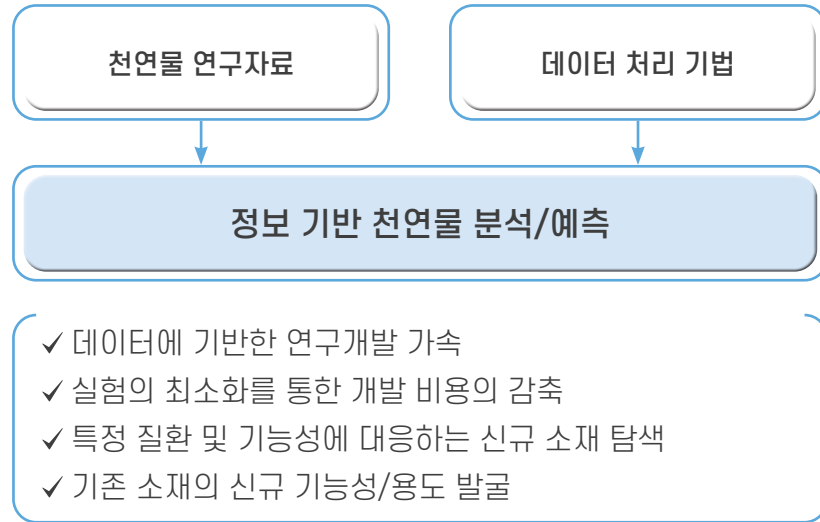 천연물 연구자료
데이터 처리 기법
정보 기반 천연물 분석/예측
✓ 데이터에 기반한 연구개발 가속
✓ 실험의 최소화를 통한 개발 비용의 감축
✓ 특정 질환 및 기능성에 대응하는 신규 소재 탐색
✓ 기존 소재의 신규 기능성/용도 발굴